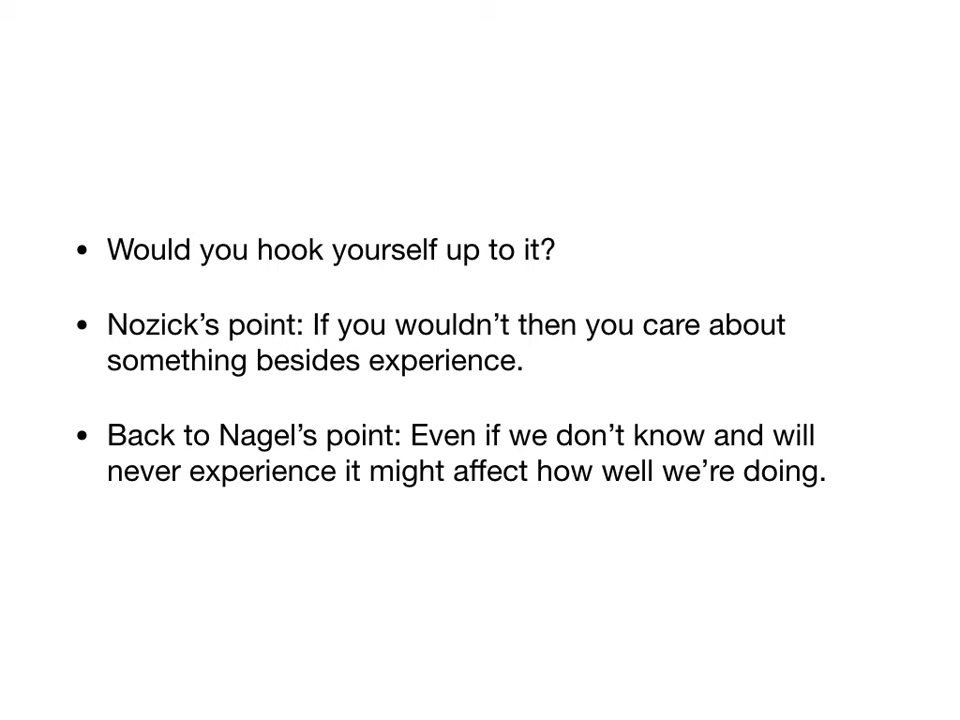 • Would you hook yourself up to it?
• Nozick’s point: If you wouldn’t then you care about
something besides experience.
• Back to Nagel’s point: Even if we don’t know and will
never experience it might affect how well we’re doing.